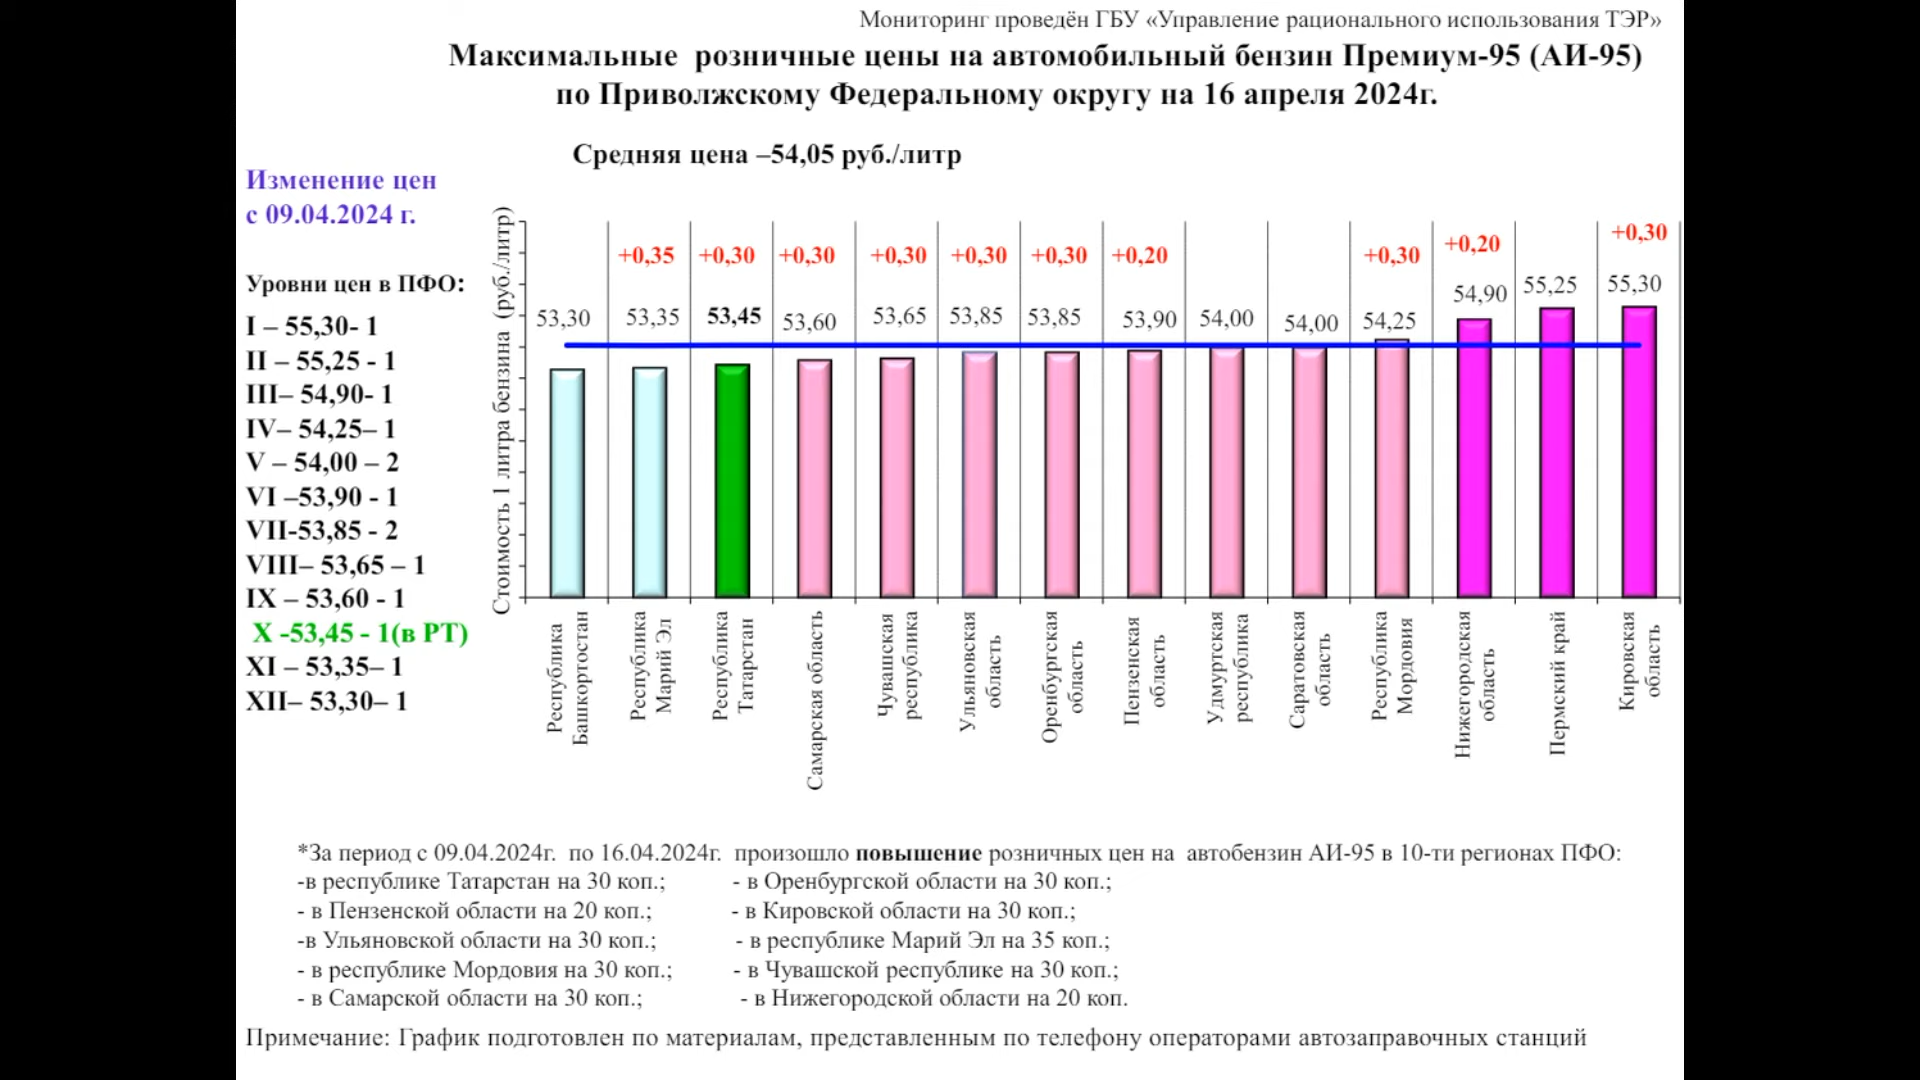 Мониторинг проведён ГБУ «Управление рационального использования ТЭР»
Максимальные розничные цены на автомобильный бензин Премиум-95 (АИ-95)
по Приволжскому Федеральному округу на 16 апреля 2024г.
Средняя цена –54,05 руб./литр
Изменение цен
с 09.04.2024 г.
Уровни цен в ПФО:
I – 55,30- 1
II – 55,25 - 1
III– 54,90- 1
IV– 54,25– 1
V – 54,00 – 2
VI –53,90 - 1
VII-53,85 - 2
VIII– 53,65 – 1
IX – 53,60 - 1
X -53,45 - 1(в РТ)
XI – 53,35– 1
XII– 53,30– 1
Стоимость 1 литра бензина (руб./литр)
+0,35 +0,30 +0,30 +0,30 +0,30 +0,30 +0,20 +0,30 +0,20 +0,30
53,30 53,35 53,45 53,60 53,65 53,85 53,85 53,90 54,00 54,00 54,25 54,90 55,25 55,30
Республика
Башкортостан
Республика
Марий Эл
Республика
Татарстан
Самарская область
Чувашская
республика
Ульяновская
область
Оренбургская
область
Пензенская
область
Удмуртская
республика
Саратовская
область
Республика
Мордовия
Нижегородская
область
Пермский край
Кировская
область
*За период с 09.04.2024г. по 16.04.2024г. произошло повышение розничных цен на автобензин АИ-95 в 10-ти регионах ПФО:
-в республике Татарстан на 30 коп.; - в Оренбургской области на 30 коп.;
- в Пензенской области на 20 коп.; - в Кировской области на 30 коп.;
-в Ульяновской области на 30 коп.; - в республике Марий Эл на 35 коп.;
- в республике Мордовия на 30 коп.; - в Чувашской республике на 30 коп.;
- в Самарской области на 30 коп.; - в Нижегородской области на 20 коп.
Примечание: График подготовлен по материалам, представленным по телефону операторами автозаправочных станций